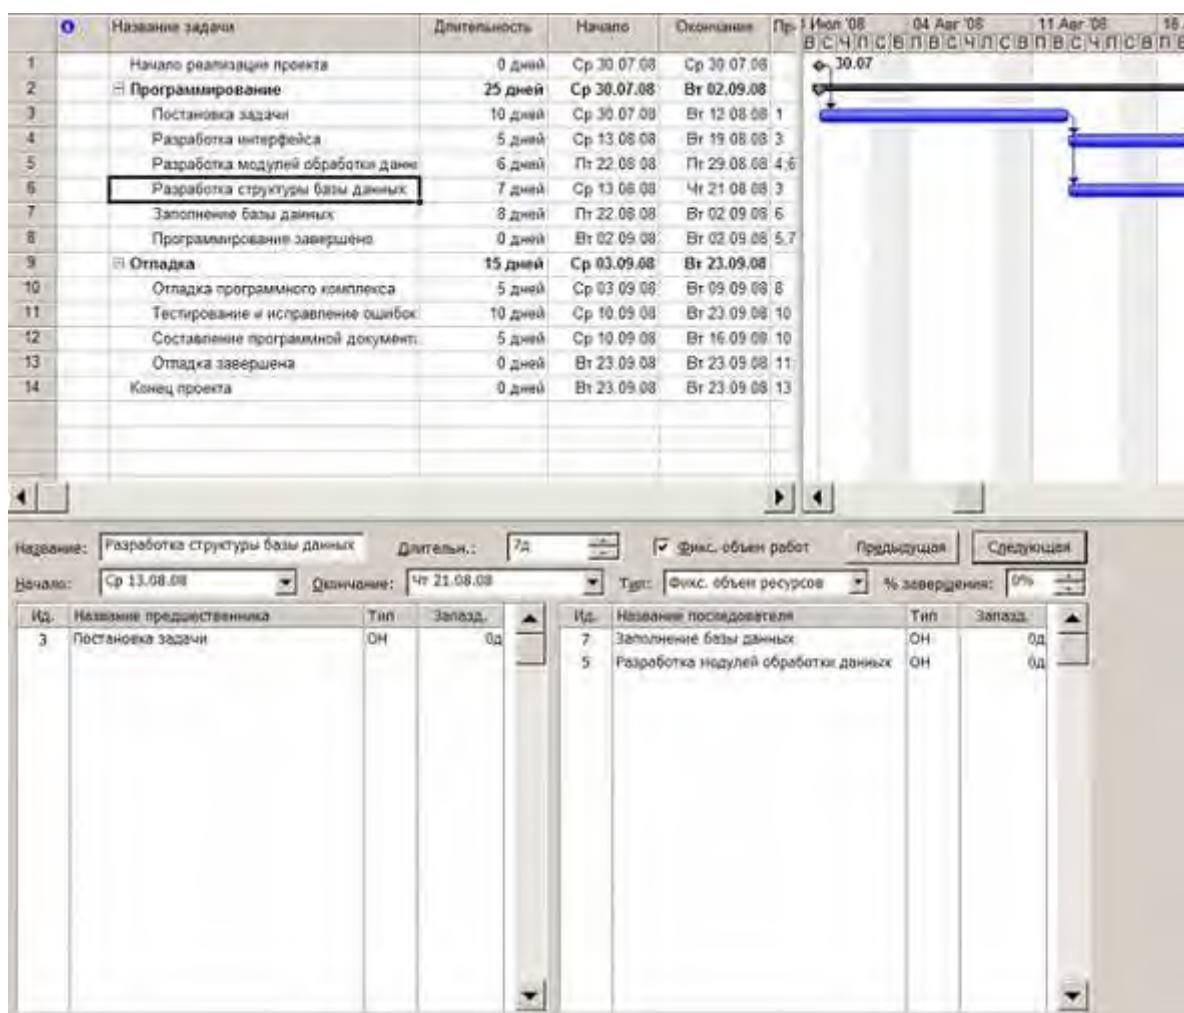 Название задачи Длительность Начало Окончание Пр- 1 Июл '08 04 Авг '08 11 Авг '08 18
В С Ч П С В П В С Ч П С В П В С Ч П С В П В
1 Начало реализации проекта 0 дней Ср 30.07.08 Ср 30.07.08 30.07
2 Программирование 25 дней Ср 30.07.08 Вт 02.09.08
3 Постановка задачи 10 дней Ср 30.07.08 Вт 12.08.08 1
4 Разработка интерфейса 5 дней Ср 13.08.08 Вт 19.08.08 3
5 Разработка модулей обработки данн 6 дней Пт 22.08.08 Пт 29.08.08 4;6
6 Разработка структуры базы данных 7 дней Ср 13.08.08 Чт 21.08.08 3
7 Заполнение базы данных 8 дней Пт 22.08.08 Вт 02.09.08 6
8 Программирование завершено 0 дней Вт 02.09.08 Вт 02.09.08 5;7
9 Отладка 15 дней Ср 03.09.08 Вт 23.09.08
10 Отладка программного комплекса 5 дней Ср 03.09.08 Вт 09.09.08 8
11 Тестирование и исправление ошибок 10 дней Ср 10.09.08 Вт 23.09.08 10
12 Составление программной документ 5 дней Ср 10.09.08 Вт 16.09.08 10
13 Отладка завершена 0 дней Вт 23.09.08 Вт 23.09.08 11
14 Конец проекта 0 дней Вт 23.09.08 Вт 23.09.08 13
Название: Разработка структуры базы данных Длительн.: 7д Фикс. объем работ Предыдущая Следующая
Начало: Ср 13.08.08 Окончание: Чт 21.08.08 Тип: Фикс. объем ресурсов % завершения: 0%
Ид. Название предшественника Тип Запазд. Ид. Название последователя Тип Запазд.
3 Постановка задачи ОН 0д 7 Заполнение базы данных ОН 0д
5 Разработка модулей обработки данных ОН 0д